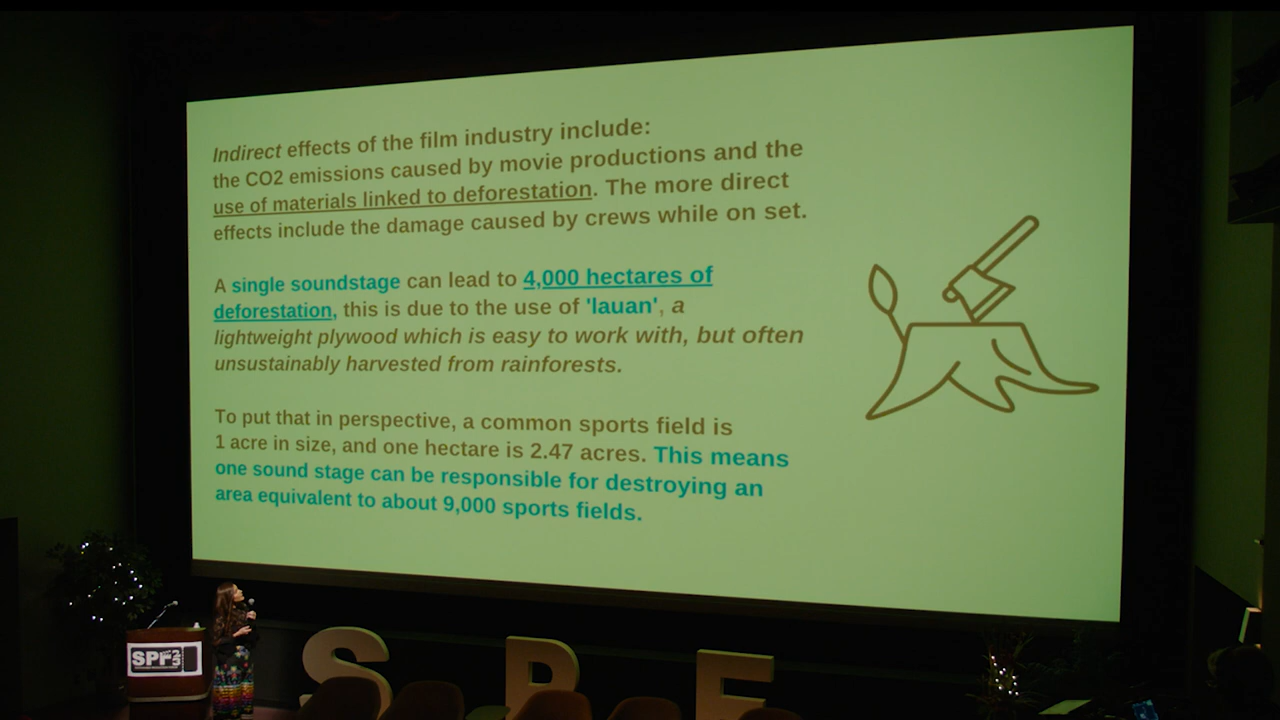 Indirect effects of the film industry include:
the CO2 emissions caused by movie productions and the
use of materials linked to deforestation. The more direct
effects include the damage caused by crews while on set.
A single soundstage can lead to 4,000 hectares of
deforestation, this is due to the use of 'lauan', a
lightweight plywood which is easy to work with, but often
unsustainably harvested from rainforests.
To put that in perspective, a common sports field is
1 acre in size, and one hectare is 2.47 acres. This means
one sound stage can be responsible for destroying an
area equivalent to about 9,000 sports fields.
SPF
S P F